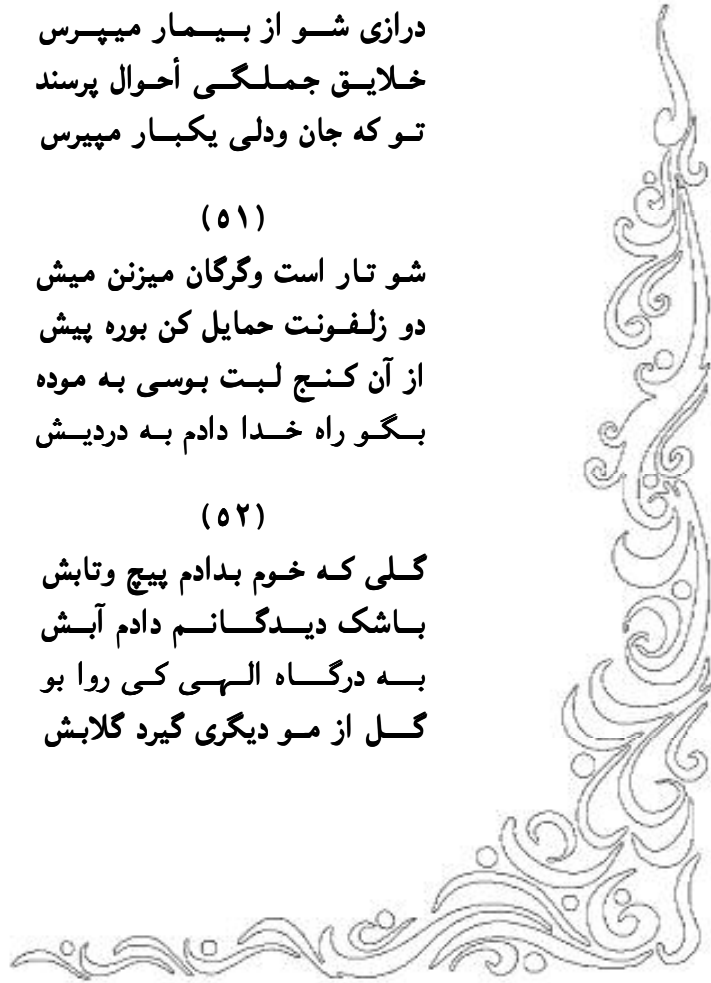 درازی شو از بیمار میپرس
خلایق جملگی أحوال پرسند
تو که جان ودلی یکبار مپیرس
(٥١)
شو تار است وگرگان میزنن میش
دو زلفونت حمایل کن بوره پیش
از آن کنج لبت بوسی به موده
بگو راه خدا دادم به دردیش
(٥٢)
گلی که خوم بدادم پیچ وتابش
باشک دیدگانم دادم آبش
به درگاه الهی کی روا بو
گل از مو دیگری گیرد گلابش